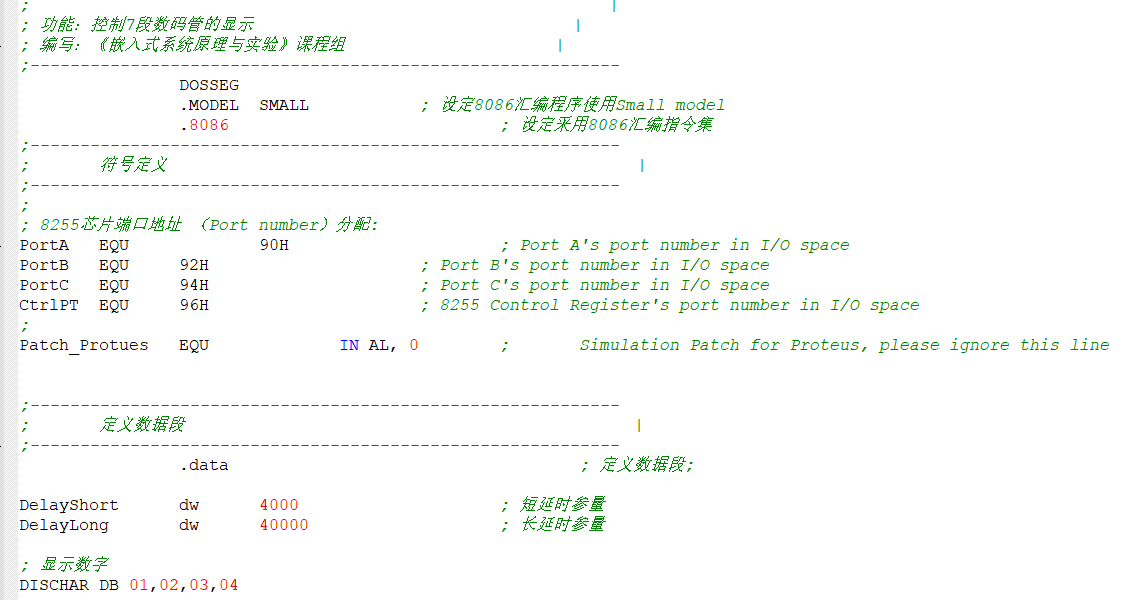 ;                                                           |
; 功能：控制7段数码管的显示                                |
; 编写：《嵌入式系统原理与实验》课程组                      |
;-----------------------------------------------------------
                DOSSEG
                .MODEL  SMALL           ; 设定8086汇编程序使用Small model
                .8086                           ; 设定采用8086汇编指令集
;-----------------------------------------------------------
;       符号定义                                               |
;-----------------------------------------------------------
;
; 8255芯片端口地址 （Port number）分配:
PortA   EQU             90H                     ; Port A's port number in I/O space
PortB   EQU     92H                     ; Port B's port number in I/O space
PortC   EQU     94H                     ; Port C's port number in I/O space
CtrlPT  EQU     96H                     ; 8255 Control Register's port number in I/O space
;
Patch_Protues   EQU             IN AL, 0        ;       Simulation Patch for Proteus, please ignore this line
;-----------------------------------------------------------
;       定义数据段                                             |
;-----------------------------------------------------------
                .data                                   ; 定义数据段;
DelayShort      dw      4000                    ; 短延时参量
DelayLong       dw      40000                   ; 长延时参量
; 显示数字
DISCHAR DB 01,02,03,04